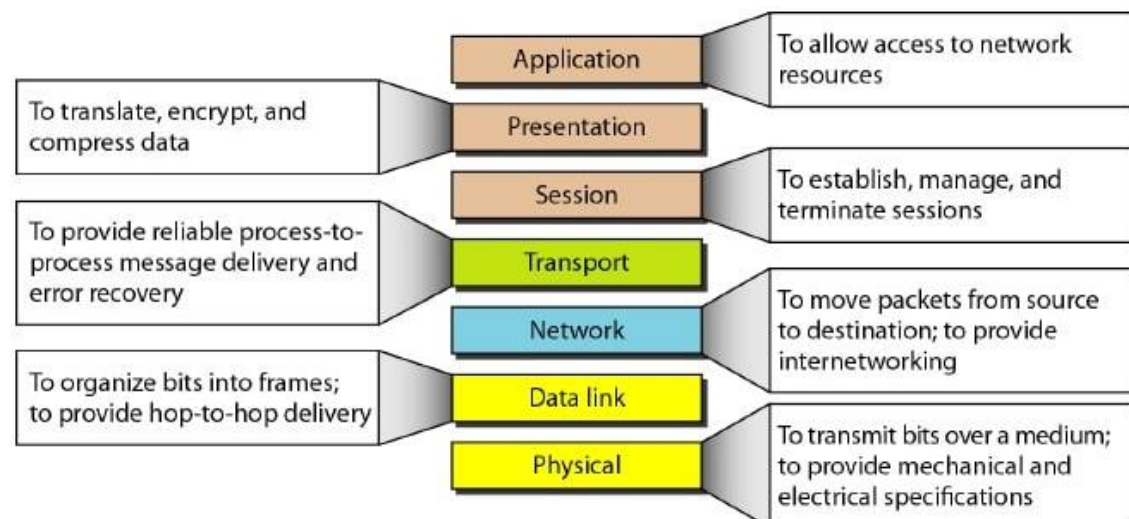 Application
To allow access to network
resources
To translate, encrypt, and
compress data
Presentation
Session
To establish, manage, and
terminate sessions
To provide reliable process-to-
process message delivery and
error recovery
Transport
Network
To move packets from source
to destination; to provide
internetworking
To organize bits into frames;
to provide hop-to-hop delivery
Data link
Physical
To transmit bits over a medium;
to provide mechanical and
electrical specifications